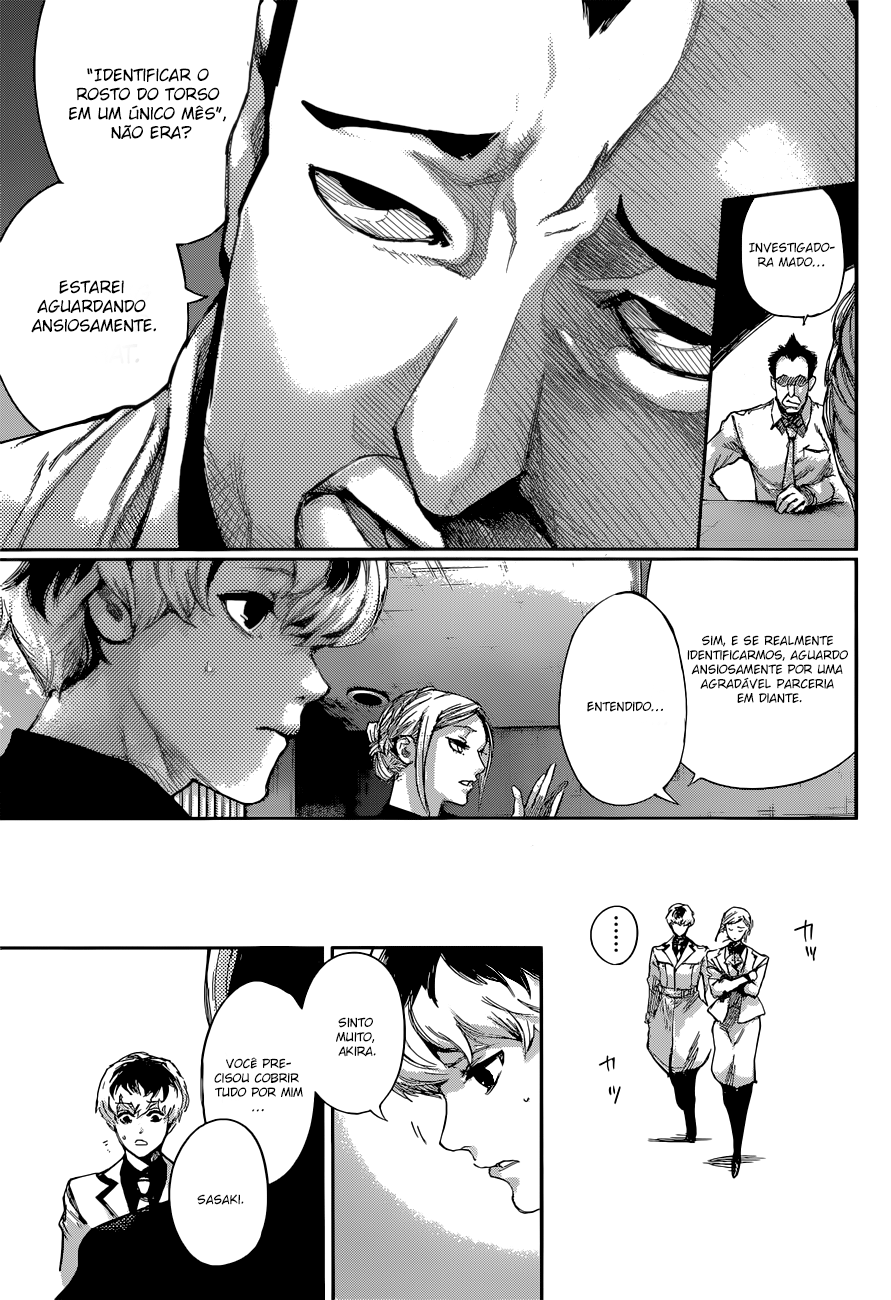 INVESTIGADO-
RA MADO...
"IDENTIFICAR O
ROSTO DO TORSO
EM UM ÚNICO MÊS",
NÃO ERA?
ESTAREI
AGUARDANDO
ANSIOSAMENTE.
SIM, E SE REALMENTE
IDENTIFICARMOS, AGUARDO
ANSIOSAMENTE POR UMA
AGRADÁVEL PARCERIA
EM DIANTE.
ENTENDIDO...
カッ
......
カッ
SINTO
MUITO,
AKIRA.
VOCÊ PRE-
CISOU COBRIR
TUDO POR MIM
...
SASAKI.